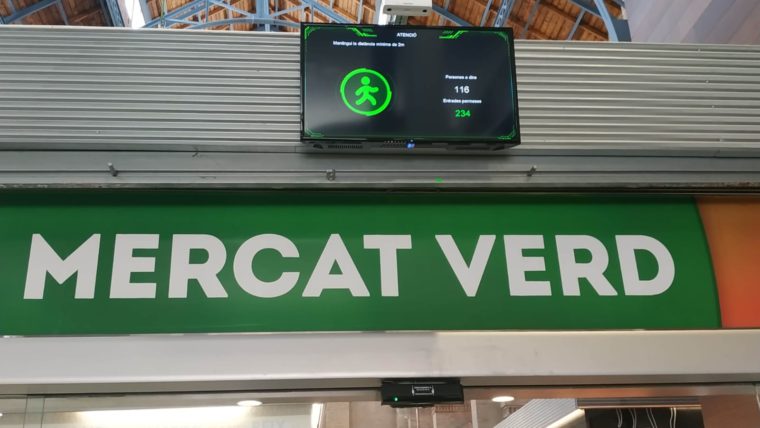 ATENCIÓ
Mantingui la distància mínima de 2m
Persones a dins
116
Entrades permeses
234
MERCAT VERD